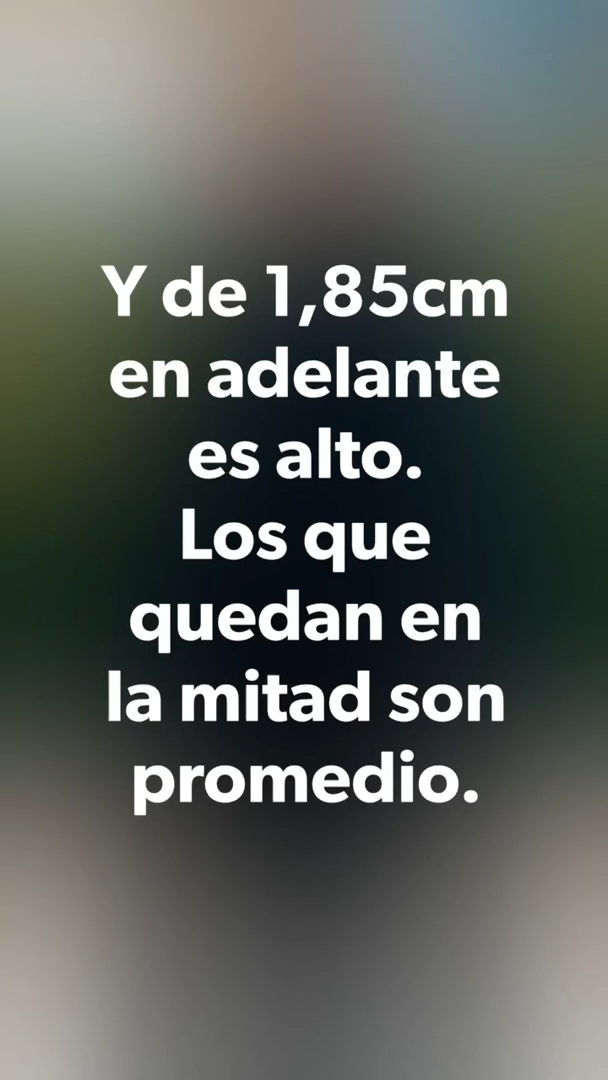 Y de 1,85cm
en adelante
es alto.
Los que
quedan en
la mitad son
promedio.